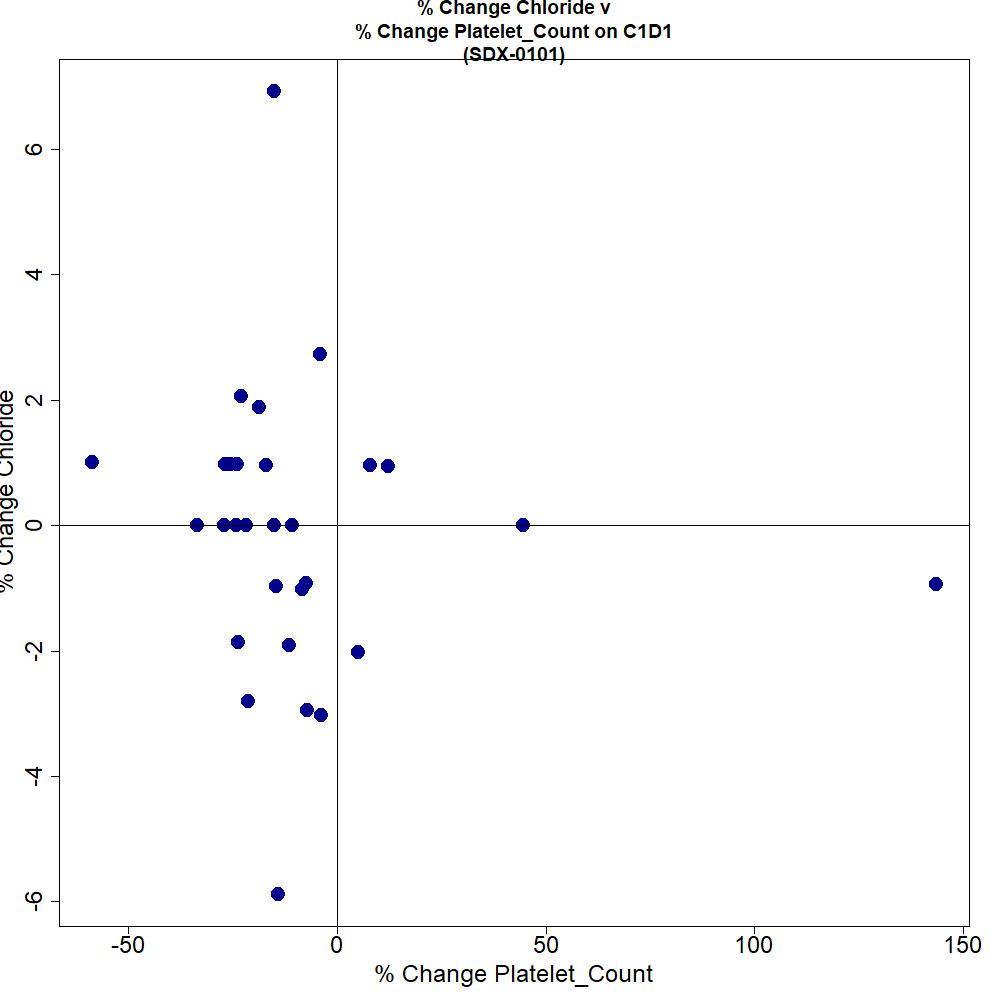 % Change Chloride v
% Change Platelet_Count on C1D1
(SDX-0101)
% Change Chloride
6
4
2
0
-2
-4
-6
-50
0
50
100
150
% Change Platelet_Count